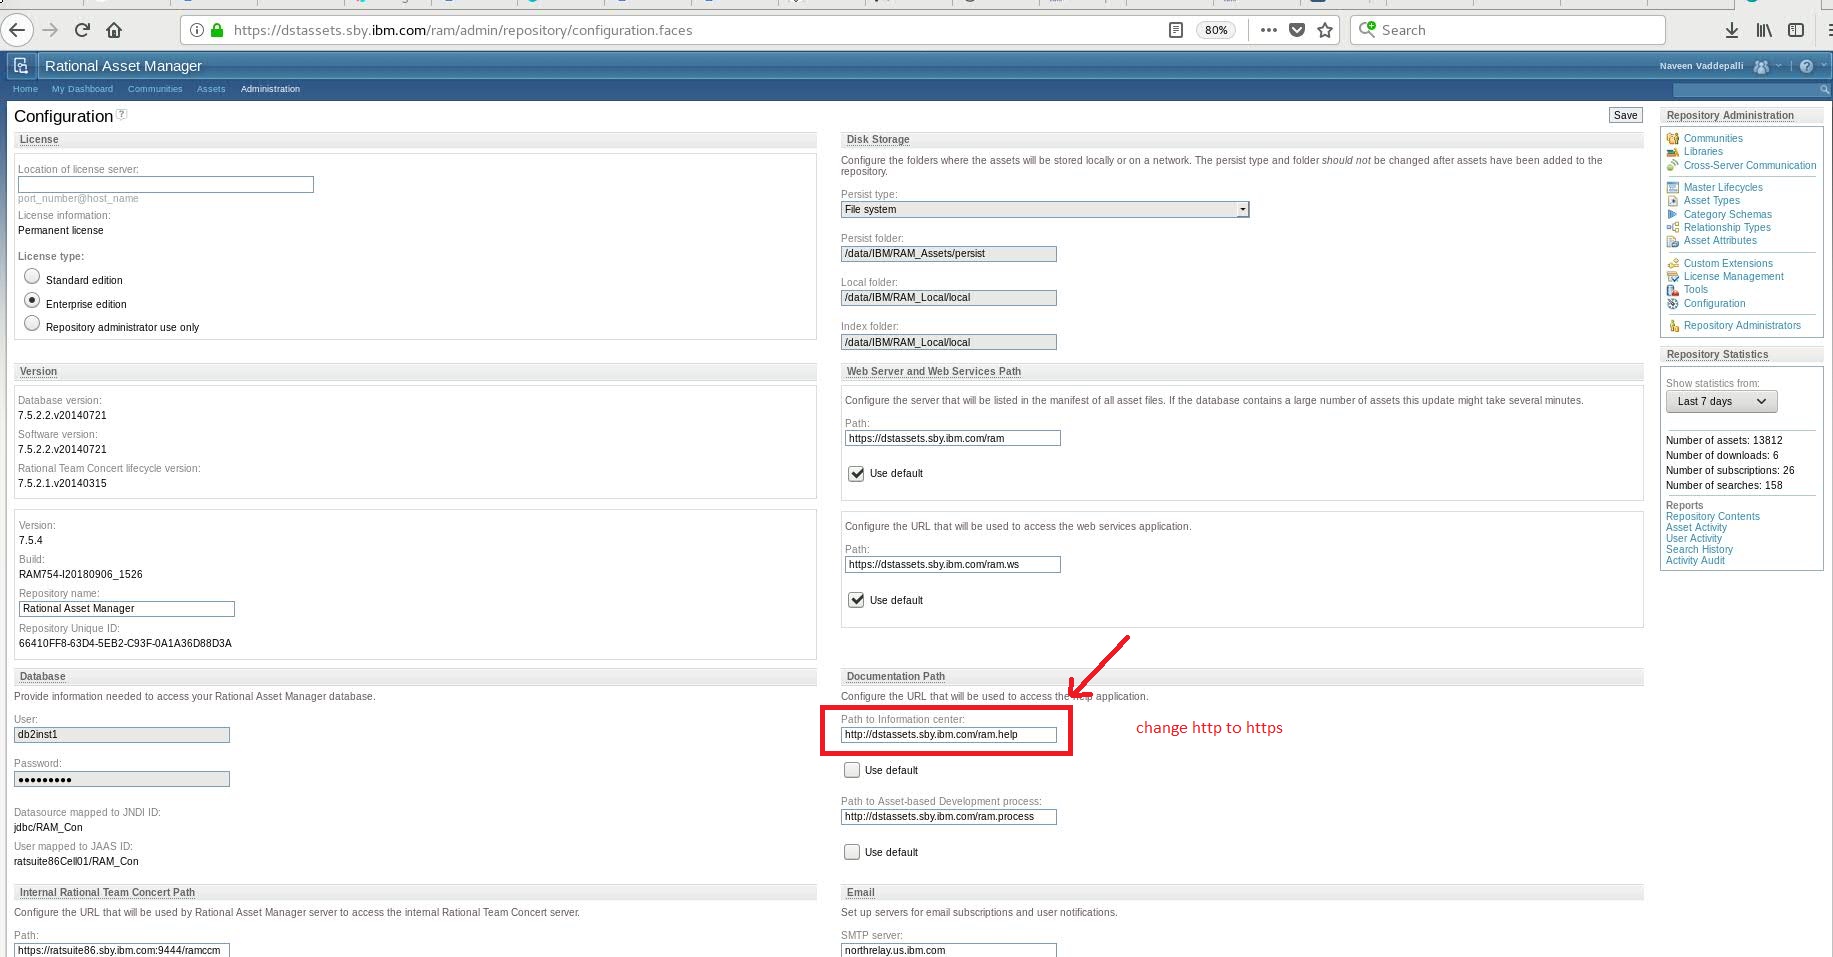 https://dstassets.sby.ibm.com/ram/admin/repository/configuration.faces
80%
Search
Rational Asset Manager
Naveen Vaddepalli
Home My Dashboard Communities Assets Administration
Configuration
Save
License
Location of license server:
port_number@host_name
License information:
Permanent license
License type:
Standard edition
Enterprise edition
Repository administrator use only
Version
Database version:
7.5.2.2.v20140721
Software version:
7.5.2.2.v20140721
Rational Team Concert lifecycle version:
7.5.2.1.v20140315
Version:
7.5.4
Build:
RAM754-I20180906_1526
Repository name:
Rational Asset Manager
Repository Unique ID:
66410FF8-63D4-5EB2-C93F-0A1A36D88D3A
Database
Provide information needed to access your Rational Asset Manager database.
User:
db2inst1
Password:
Datasource mapped to JNDI ID:
jdbc/RAM_Con
User mapped to JAAS ID:
ratsuite86Cell01/RAM_Con
Internal Rational Team Concert Path
Configure the URL that will be used by Rational Asset Manager server to access the internal Rational Team Concert server.
Path:
https://ratsuite86.sby.ibm.com:9444/ramccm
Disk Storage
Configure the folders where the assets will be stored locally or on a network. The persist type and folder should not be changed after assets have been added to the
repository.
Persist type:
File system
Persist folder:
/data/IBM/RAM_Assets/persist
Local folder:
/data/IBM/RAM_Local/local
Index folder:
/data/IBM/RAM_Local/local
Web Server and Web Services Path
Configure the server that will be listed in the manifest of all asset files. If the database contains a large number of assets this update might take several minutes.
Path:
https://dstassets.sby.ibm.com/ram
Use default
Configure the URL that will be used to access the web services application.
Path:
https://dstassets.sby.ibm.com/ram.ws
Use default
Documentation Path
Configure the URL that will be used to access the help application.
Path to Information center:
http://dstassets.sby.ibm.com/ram.help
change http to https
Use default
Path to Asset-based Development process:
http://dstassets.sby.ibm.com/ram.process
Use default
Email
Set up servers for email subscriptions and user notifications.
SMTP server:
northrelay.us.ibm.com
Repository Administration
Communities
Libraries
Cross-Server Communication
Master Lifecycles
Asset Types
Category Schemas
Relationship Types
Asset Attributes
Custom Extensions
License Management
Tools
Configuration
Repository Administrators
Repository Statistics
Show statistics from:
Last 7 days
Number of assets: 13812
Number of downloads: 6
Number of subscriptions: 26
Number of searches: 158
Reports
Repository Contents
Asset Activity
User Activity
Search History
Activity Audit